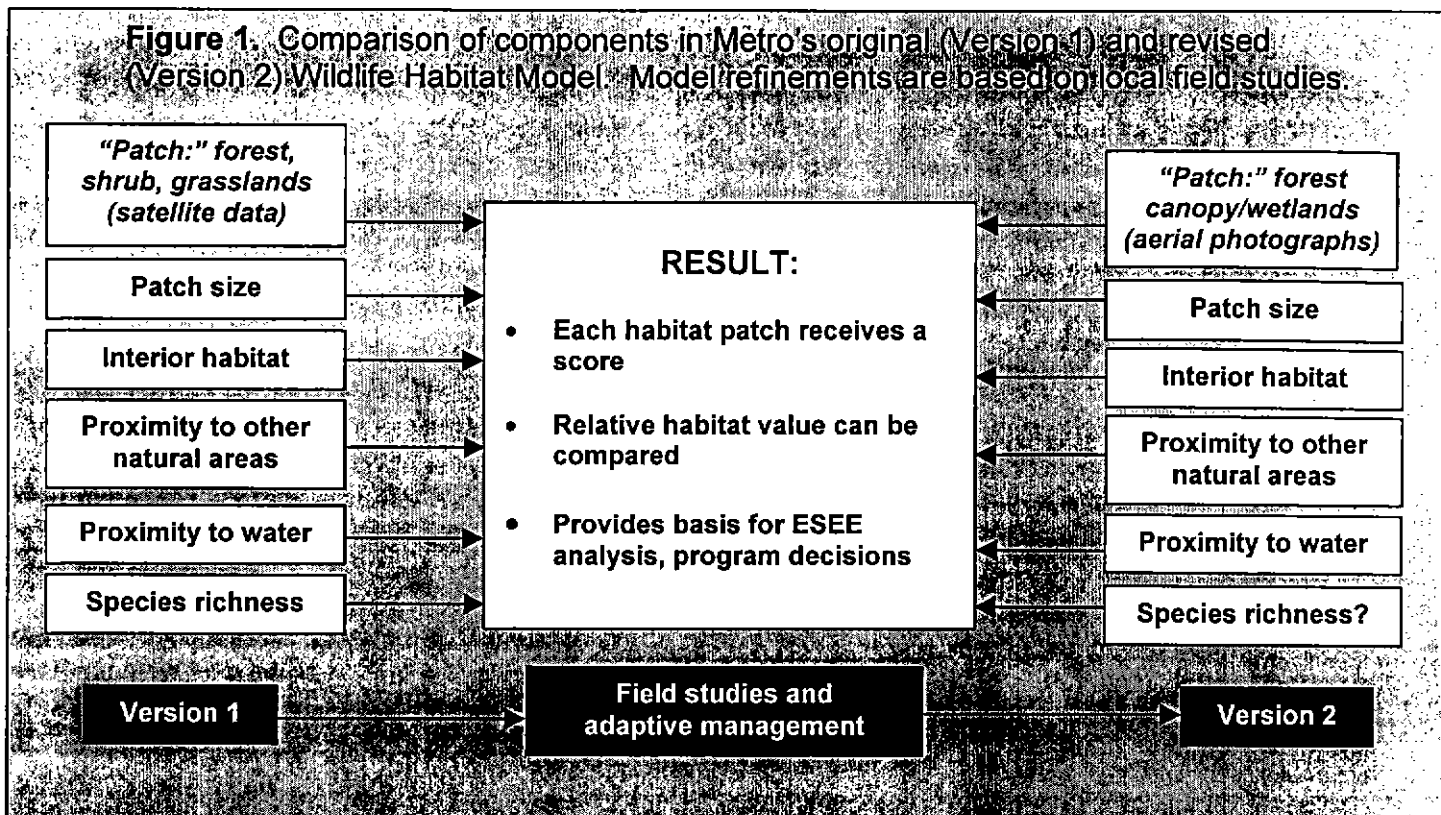 Figure 1. Comparison of components in Metro's original (Version 1) and revised
(Version 2) Wildlife Habitat Model. Model refinements are based on local field studies.
"Patch:" forest,
shrub, grasslands
(satellite data)
Patch size
Interior habitat
Proximity to other
natural areas
Proximity to water
Species richness
RESULT:
• Each habitat patch receives a
score
• Relative habitat value can be
compared
• Provides basis for ESEE
analysis, program decisions
"Patch:" forest
canopy/wetlands
(aerial photographs)
Patch size
Interior habitat
Proximity to other
natural areas
Proximity to water
Species richness?
Version 1
Field studies and
adaptive management
Version 2